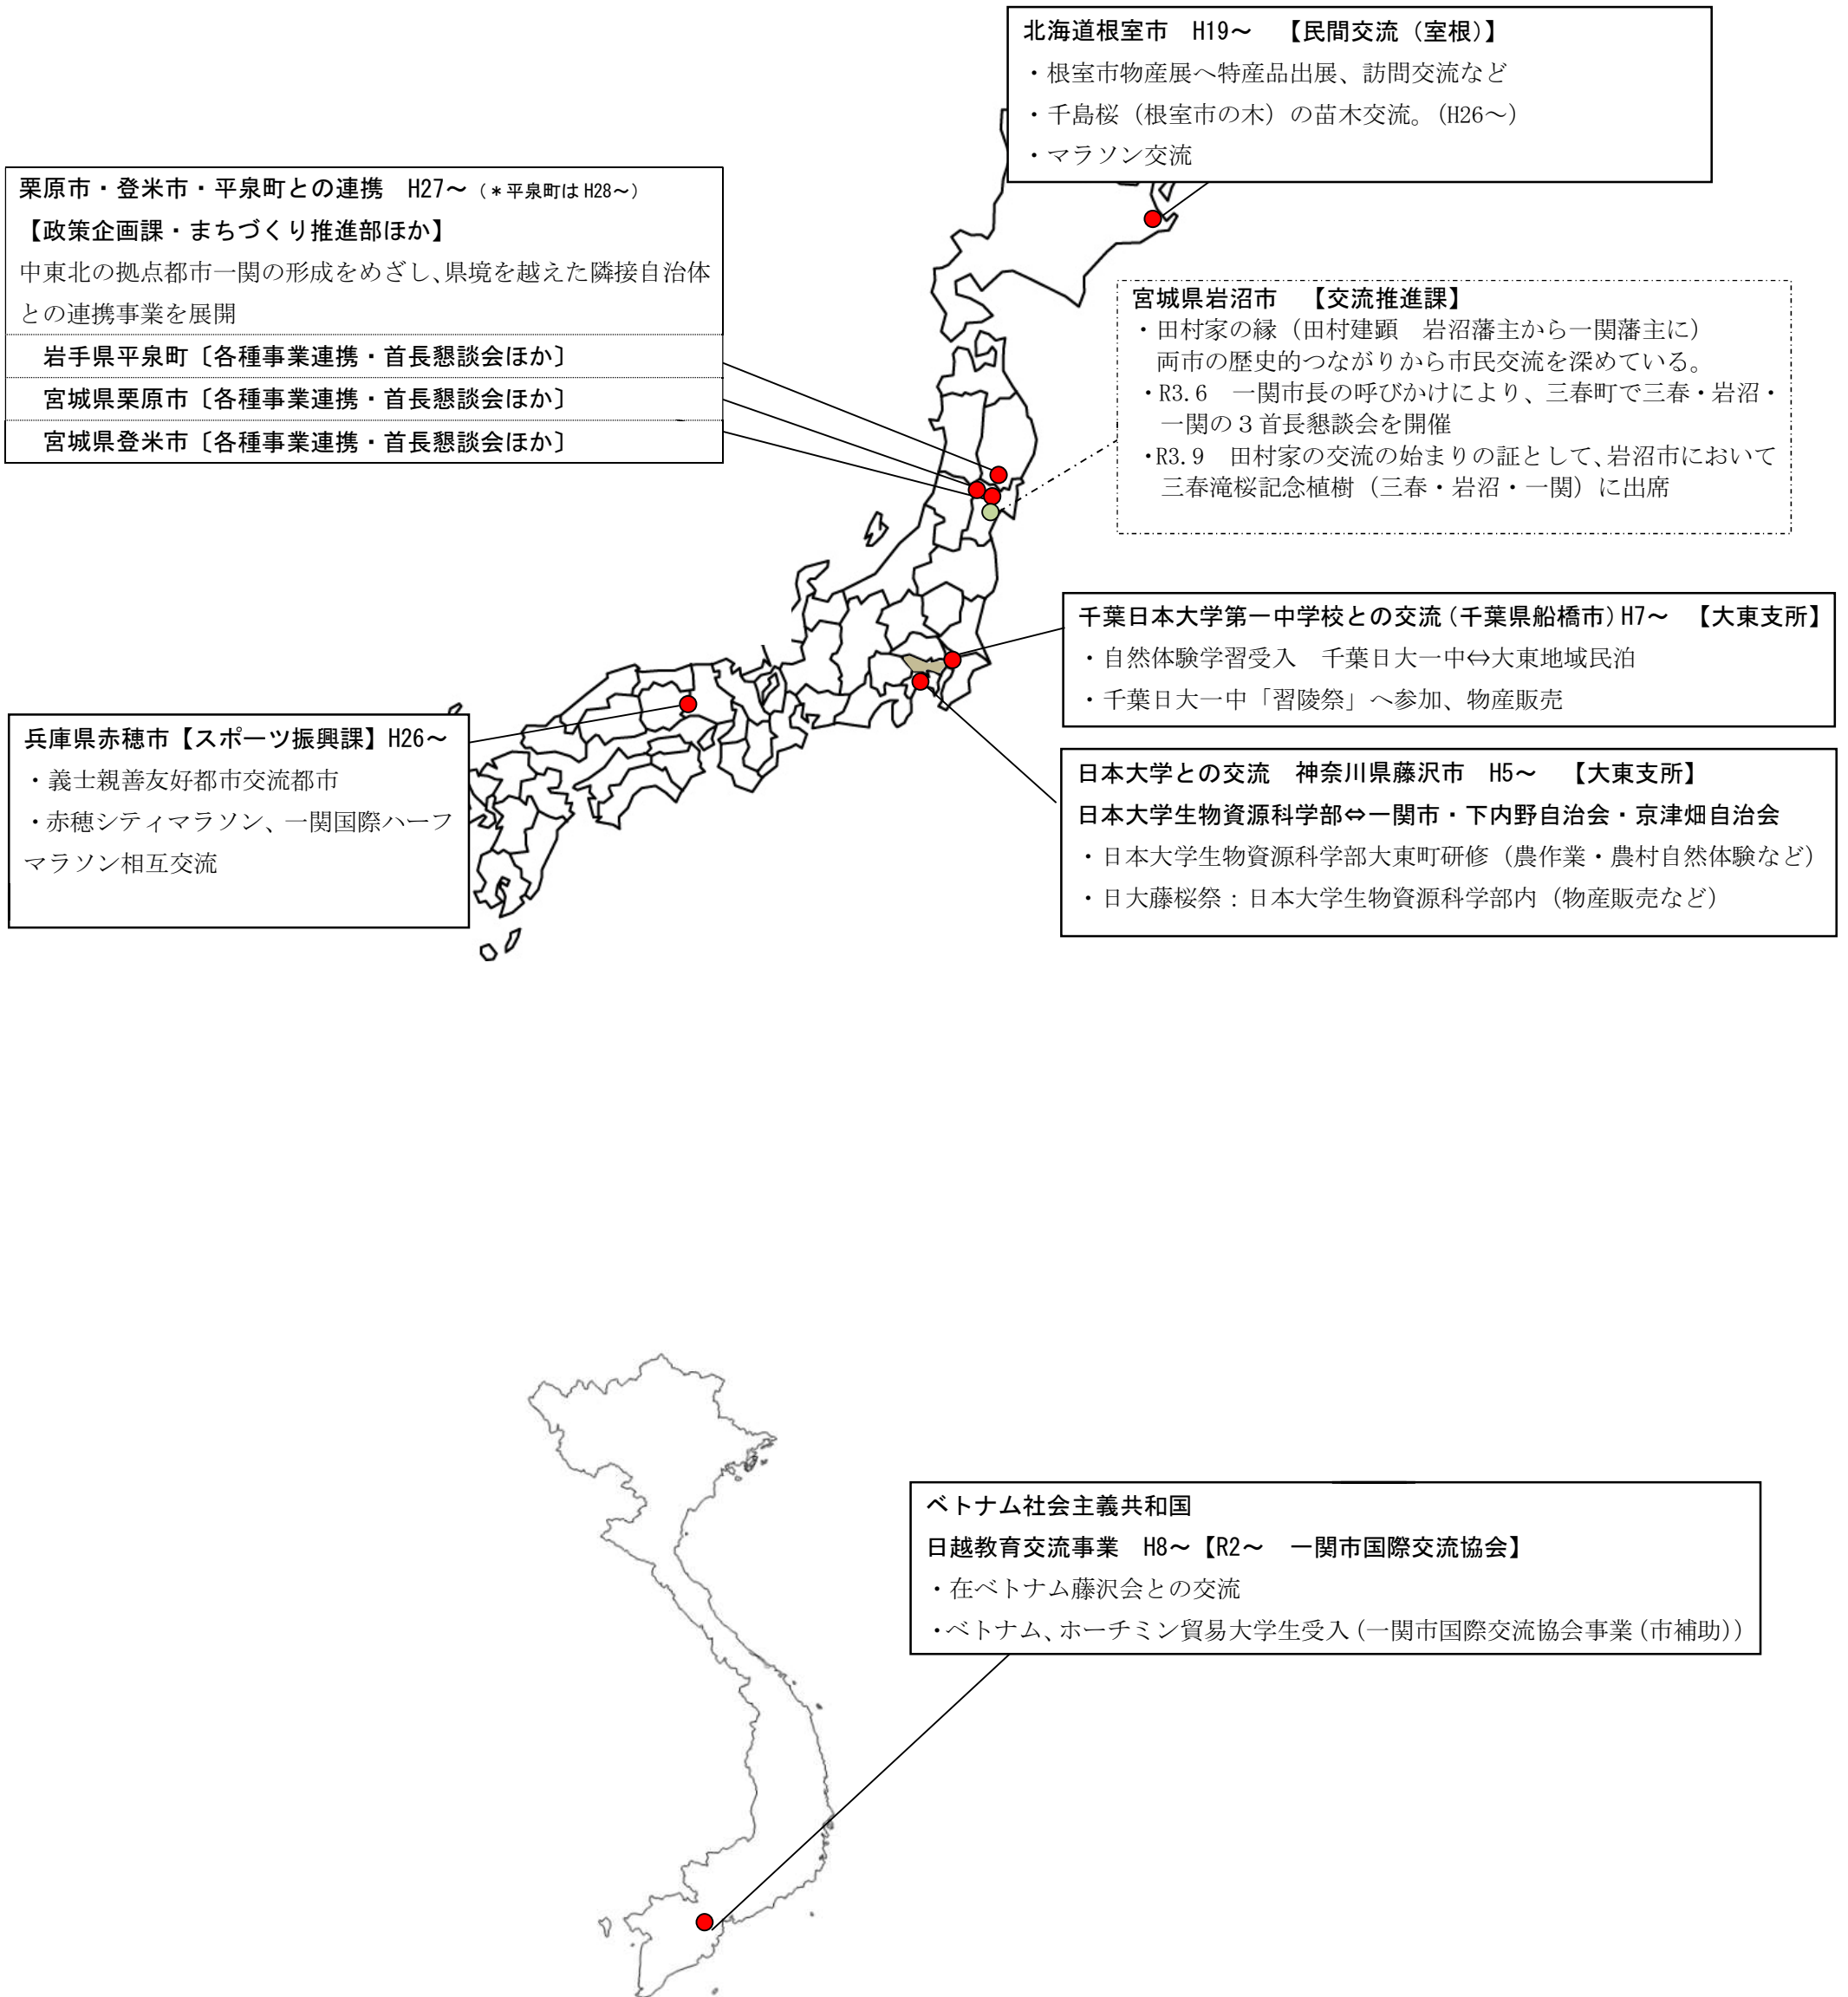 北海道根室市　H19～　【民間交流（室根）】
・根室市物産展へ特産品出展、訪問交流など
・千島桜（根室市の木）の苗木交流。（H26～）
・マラソン交流
栗原市・登米市・平泉町との連携　H27～（＊平泉町は H28～）
【政策企画課・まちづくり推進部ほか】
中東北の拠点都市一関の形成をめざし、県境を越えた隣接自治体
との連携事業を展開
岩手県平泉町〔各種事業連携・首長懇談会ほか〕
宮城県栗原市〔各種事業連携・首長懇談会ほか〕
宮城県登米市〔各種事業連携・首長懇談会ほか〕
宮城県岩沼市　【交流推進課】
・田村家の縁（田村建顕　岩沼藩主から一関藩主に）
両市の歴史的つながりから市民交流を深めている。
・R3.6　一関市長の呼びかけにより、三春町で三春・岩沼・
一関の３首長懇談会を開催
・R3.9　田村家の交流の始まりの証として、岩沼市において
三春滝桜記念植樹（三春・岩沼・一関）に出席
千葉日本大学第一中学校との交流（千葉県船橋市）H7～　【大東支所】
・自然体験学習受入　千葉日大一中⇔大東地域民泊
・千葉日大一中「習陵祭」へ参加、物産販売
兵庫県赤穂市【スポーツ振興課】H26～
・義士親善友好都市交流都市
・赤穂シティマラソン、一関国際ハーフ
マラソン相互交流
日本大学との交流　神奈川県藤沢市　H5～　【大東支所】
日本大学生物資源科学部⇔一関市・下内野自治会・京津畑自治会
・日本大学生物資源科学部大東町研修（農作業・農村自然体験など）
・日大藤桜祭：日本大学生物資源科学部内（物産販売など）
ベトナム社会主義共和国
日越教育交流事業　H8～【R2～　一関市国際交流協会】
・在ベトナム藤沢会との交流
・ベトナム、ホーチミン貿易大学生受入（一関市国際交流協会事業（市補助））